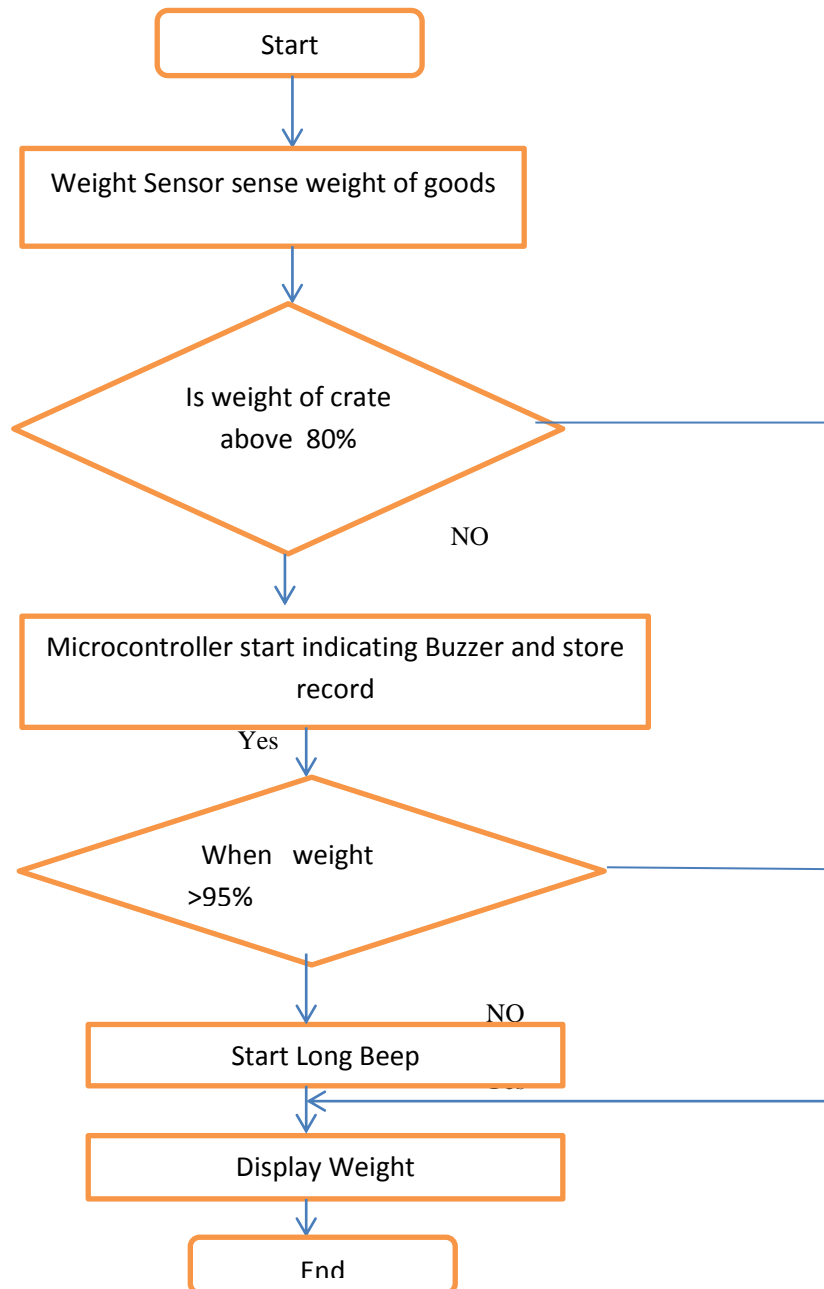 Start
Weight Sensor sense weight of goods
Is weight of crate
above 80%
NO
Microcontroller start indicating Buzzer and store
record
Yes
When weight
>95%
NO
Start Long Beep
Display Weight
End